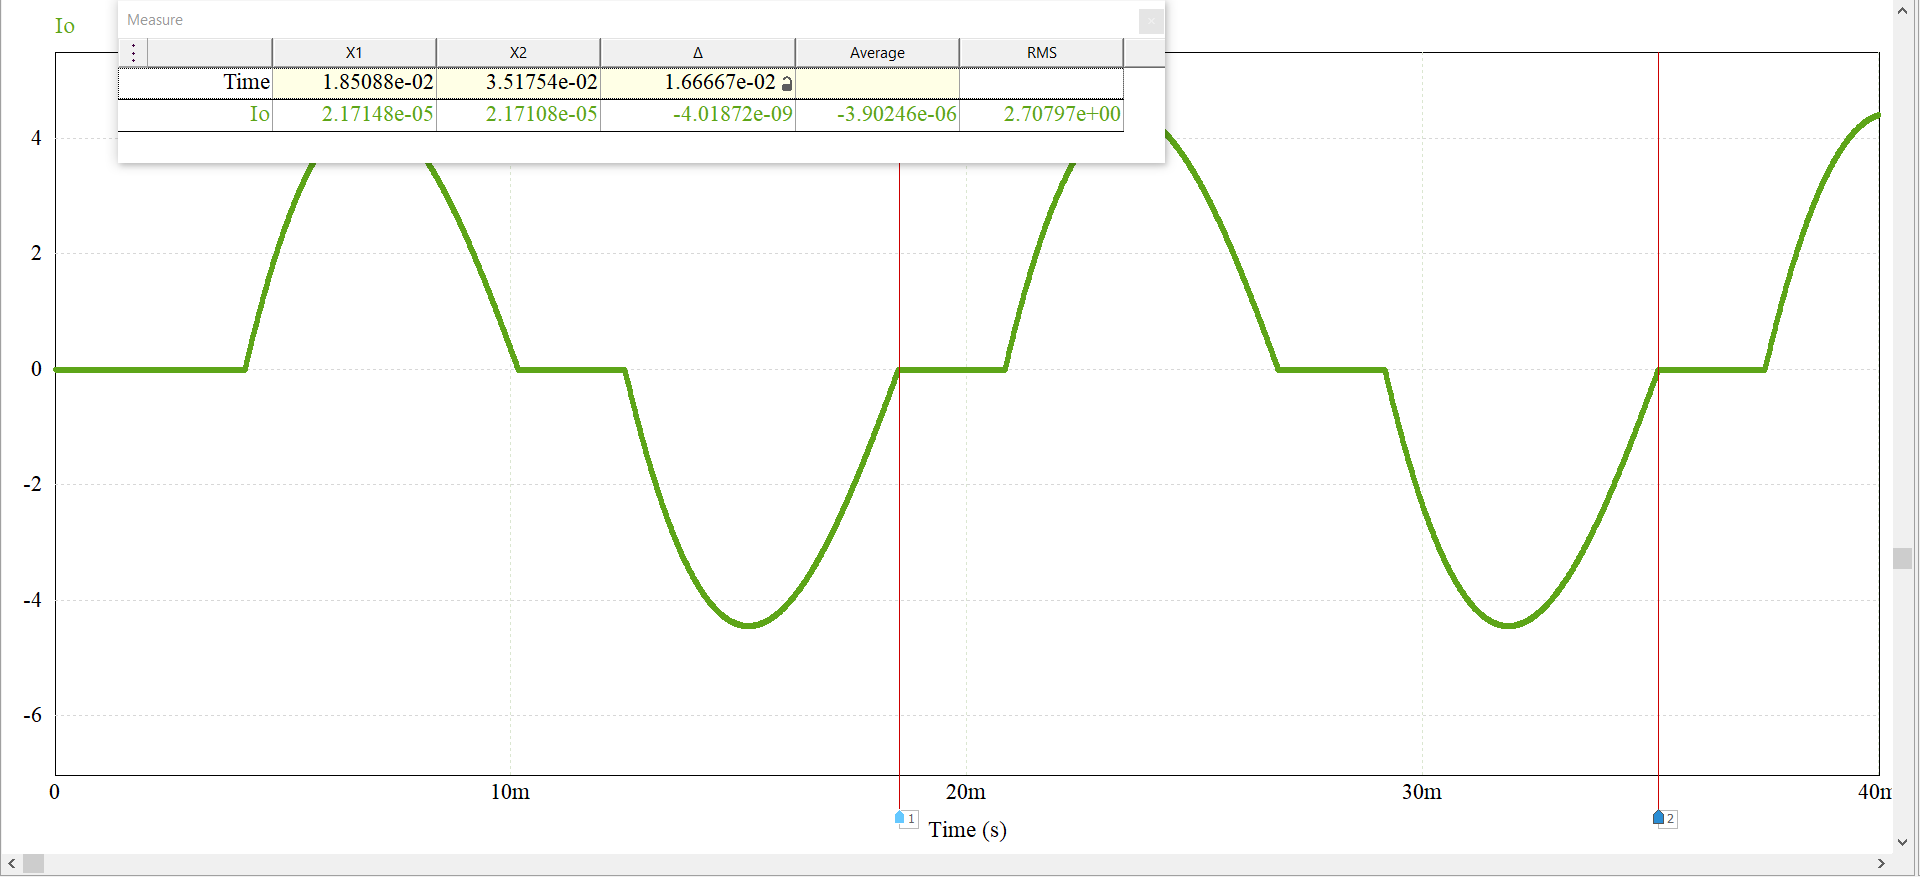 Io
Measure
X1 X2 Δ Average RMS
Time 1.85088e-02 3.51754e-02 1.66667e-02
Io 2.17148e-05 2.17108e-05 -4.01872e-09 -3.90246e-06 2.70797e+00
4
2
0
-2
-4
-6
0 10m 20m 30m 40m
1 2
Time (s)